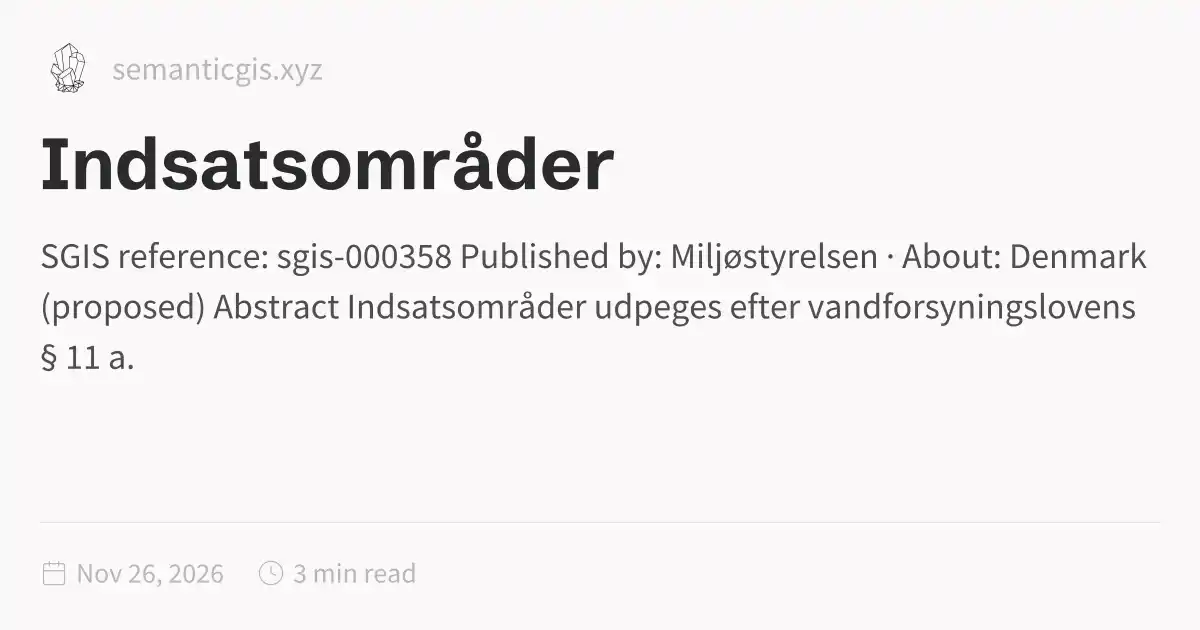 semanticgis.xyz
Indsatsområder
SGIS reference: sgis-000358 Published by: Miljøstyrelsen · About: Denmark
(proposed) Abstract Indsatsområder udpeges efter vandforsyningslovens
§ 11 a.
Nov 26, 2026 3 min read